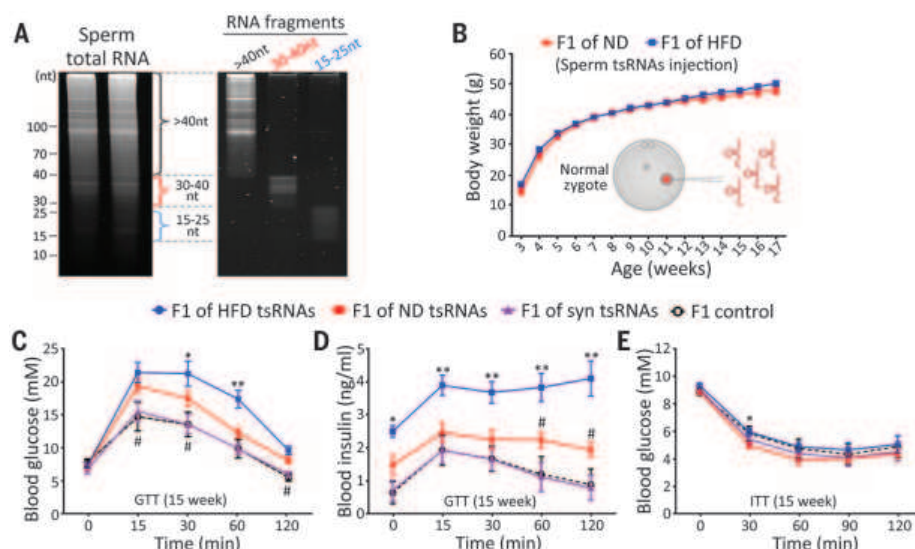 A
Sperm
total RNA
RNA fragments
>40nt
30-40nt
15-25nt
(nt)
100
70
40
30
25
15
10
>40nt
30-40
nt
15-25
nt
B
F1 of ND F1 of HFD
(Sperm tsRNAs injection)
Body weight (g)
60
40
20
0
Normal
zygote
3 4 5 6 7 8 9 10 11 12 13 14 15 16 17
Age (weeks)
F1 of HFD tsRNAs F1 of ND tsRNAs F1 of syn tsRNAs F1 control
C
Blood glucose (mM)
25
20
15
10
5
0
* **
# # #
GTT (15 week)
0 15 30 60 120
Time (min)
D
Blood insulin (ng/ml)
6
4
2
1
0
* ** ** ** **
# #
GTT (15 week)
0 15 30 60 120
Time (min)
E
Blood glucose (mM)
12
10
8
6
4
2
0
*
ITT (15 week)
0 30 60 90 120
Time (min)